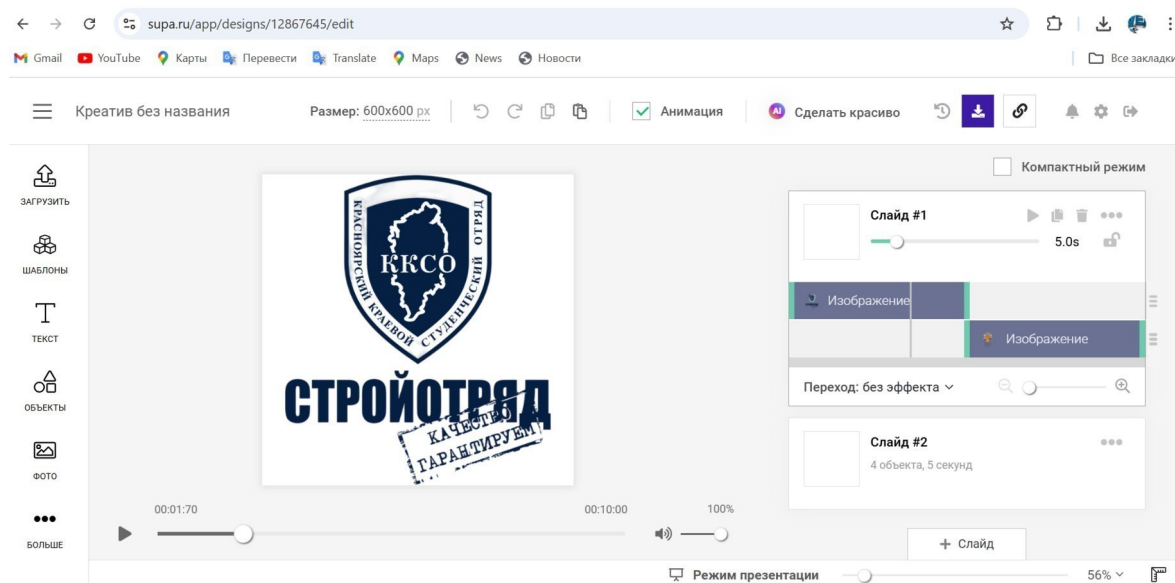 supa.ru/app/designs/12867645/edit
Gmail YouTube Карты Перевести Translate Maps News Новости Все закладки
Креатив без названия Размер: 600x600 px Анимация AI Сделать красиво
ЗАГРУЗИТЬ
ШАБЛОНЫ
ТЕКСТ
ОБЪЕКТЫ
ФОТО
БОЛЬШЕ
КРАСНОЯРСКИЙ КРАЕВОЙ СТУДЕНЧЕСКИЙ ОТРЯД
ККСО
СТРОЙОТРЯД
КАЧЕСТВО
ГАРАНТИРУЕМ
00:01:70 00:10:00 100%
Компактный режим
Слайд #1
5.0s
Изображение
Изображение
Переход: без эффекта
Слайд #2
4 объекта, 5 секунд
+ Слайд
Режим презентации 56%